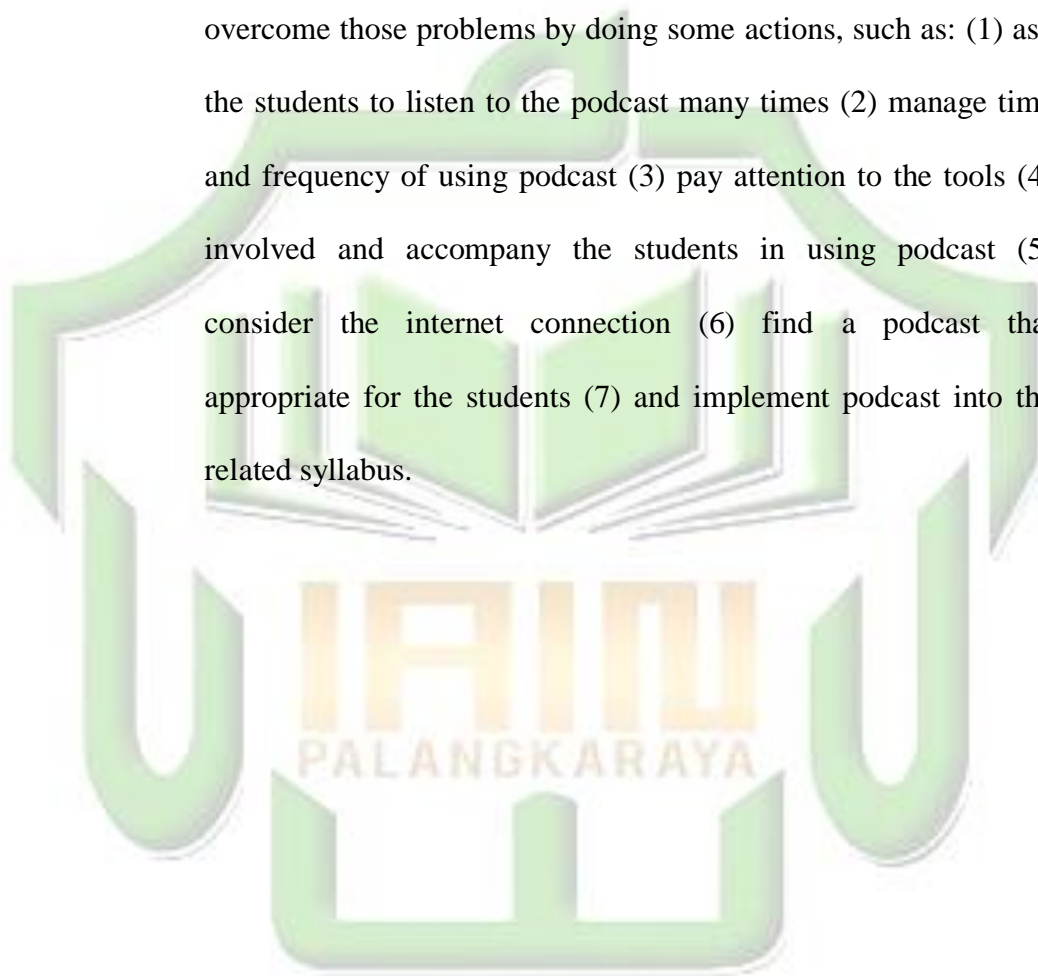 overcome those problems by doing some actions, such as: (1) as
the students to listen to the podcast many times (2) manage tim
and frequency of using podcast (3) pay attention to the tools (4
involved and accompany the students in using podcast (5
consider the internet connection (6) find a podcast tha
appropriate for the students (7) and implement podcast into th
related syllabus.
IAIN
PALANGKARAYA